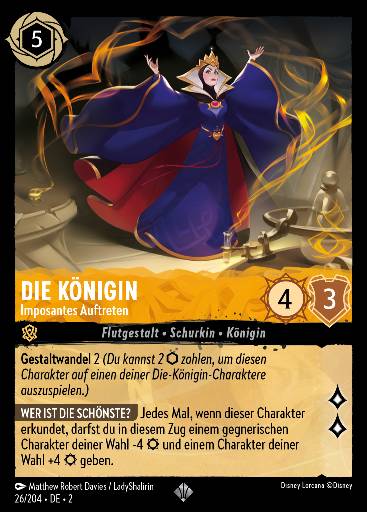 5
DIE KÖNIGIN
Imposantes Auftreten
4
3
Flutgestalt • Schurkin • Königin
Gestaltwandel 2 (Du kannst 2 zahlen, um diesen
Charakter auf einen deiner Die-Königin-Charaktere
auszuspielen.)
WER IST DIE SCHÖNSTE? Jedes Mal, wenn dieser Charakter
erkundet, darfst du in diesem Zug einem gegnerischen
Charakter deiner Wahl -4 und einem Charakter deiner
Wahl +4 geben.
Matthew Robert Davies / LadyShalirin
Disney Lorcana ©Disney
26/204 • DE • 2